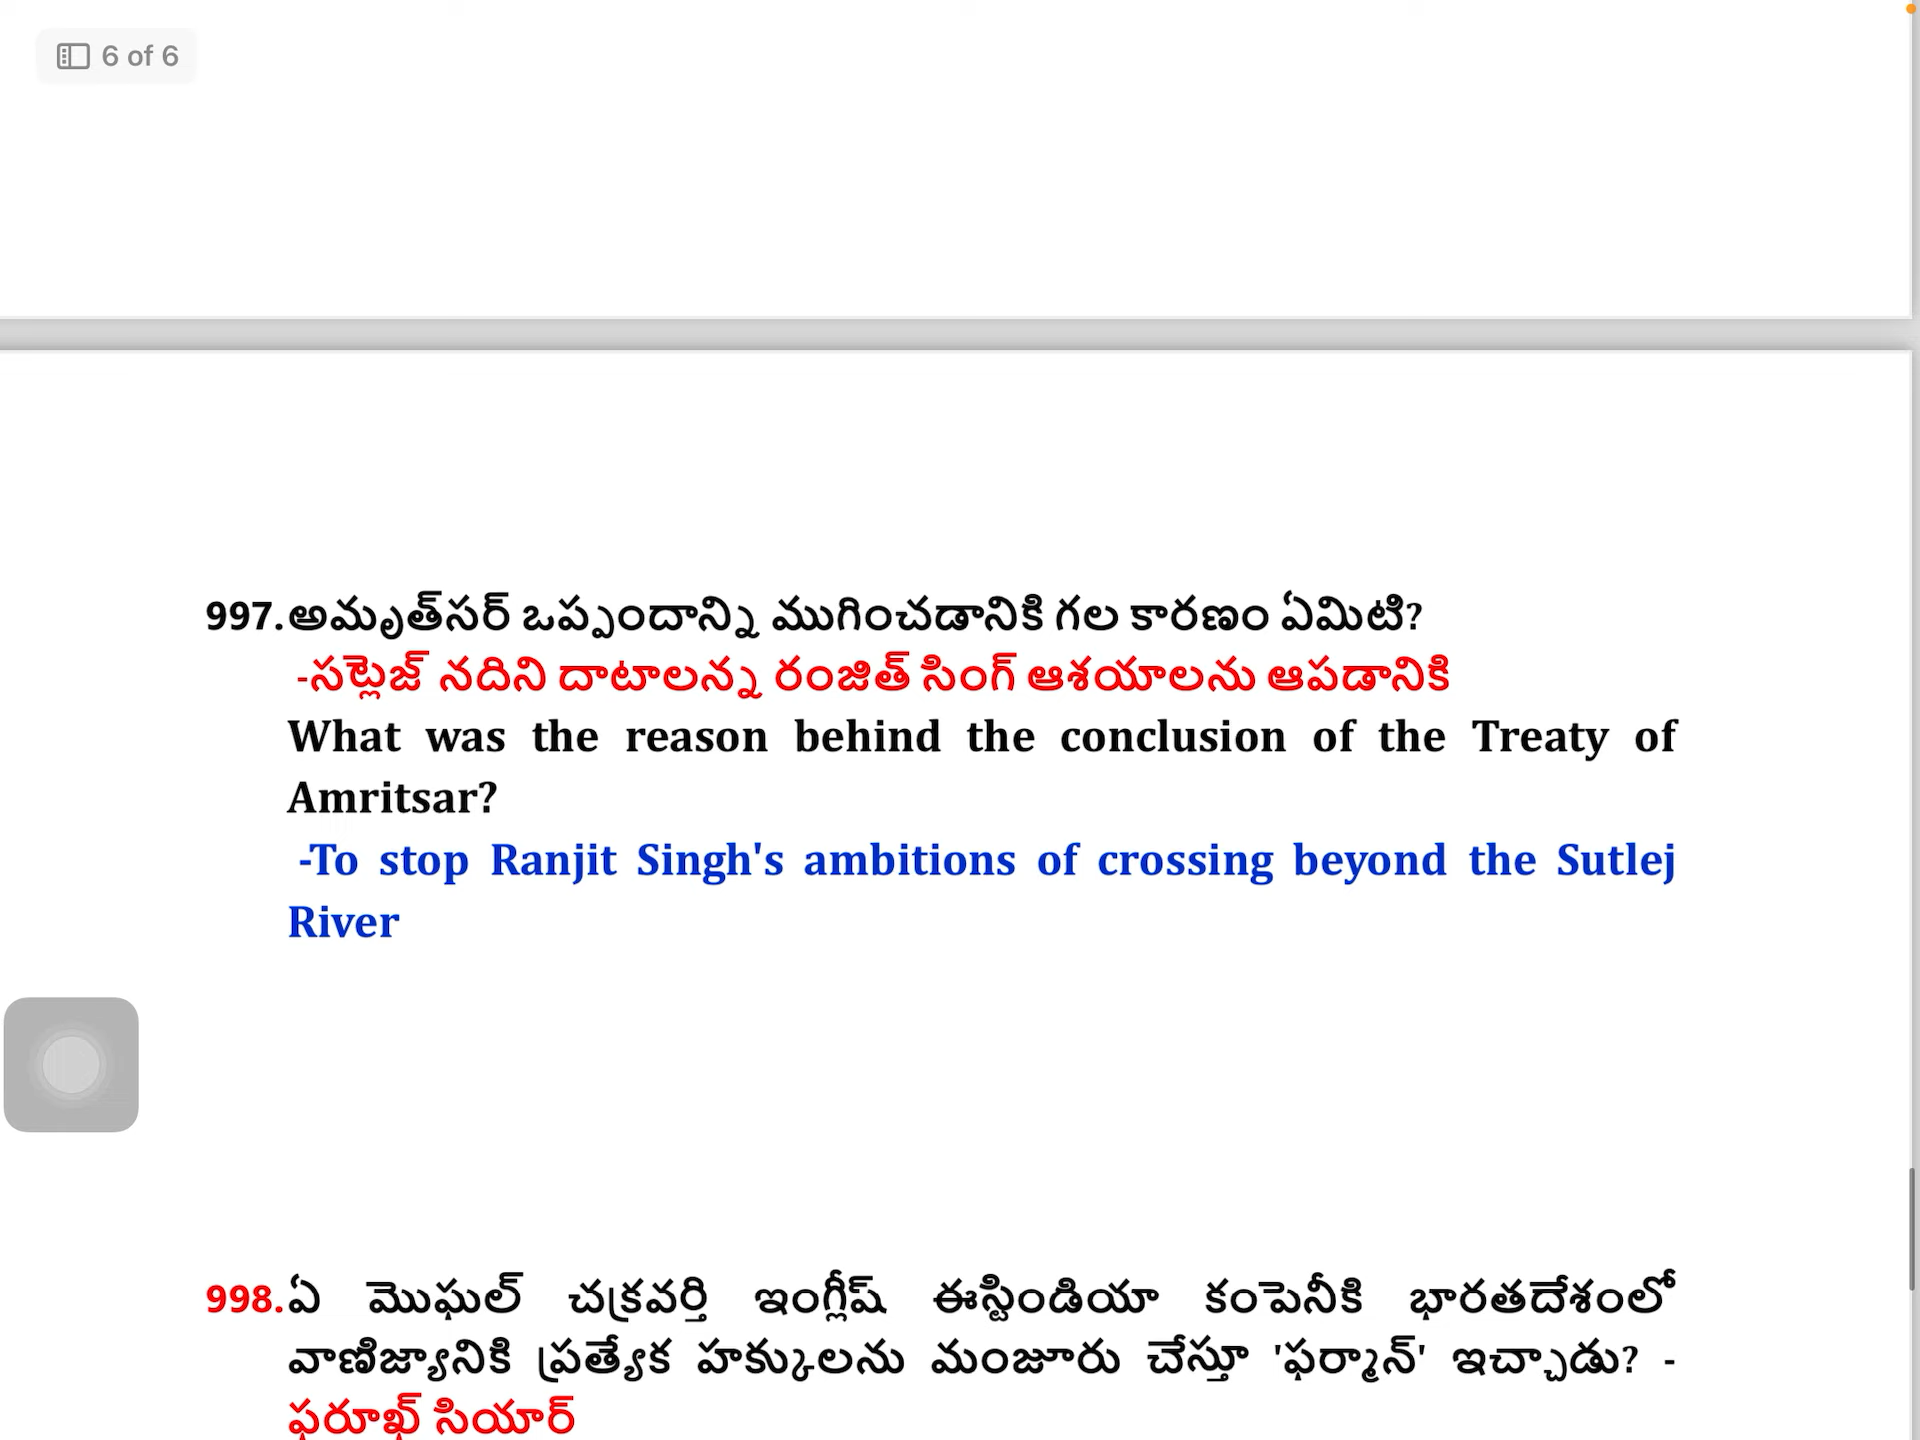 6 of 6
997.అమృత్‌సర్ ఒప్పందాన్ని ముగించడానికి గల కారణం ఏమిటి?
-సట్లెజ్ నదిని దాటాలన్న రంజిత్ సింగ్ ఆశయాలను ఆపడానికి
What was the reason behind the conclusion of the Treaty of
Amritsar?
-To stop Ranjit Singh's ambitions of crossing beyond the Sutlej
River
998.ఏ మొఘల్ చక్రవర్తి ఇంగ్లీష్ ఈస్టిండియా కంపెనీకి భారతదేశంలో
వాణిజ్యానికి ప్రత్యేక హక్కులను మంజూరు చేస్తూ 'ఫర్మాన్' ఇచ్చాడు? -
ఫరూఖ్ సియార్